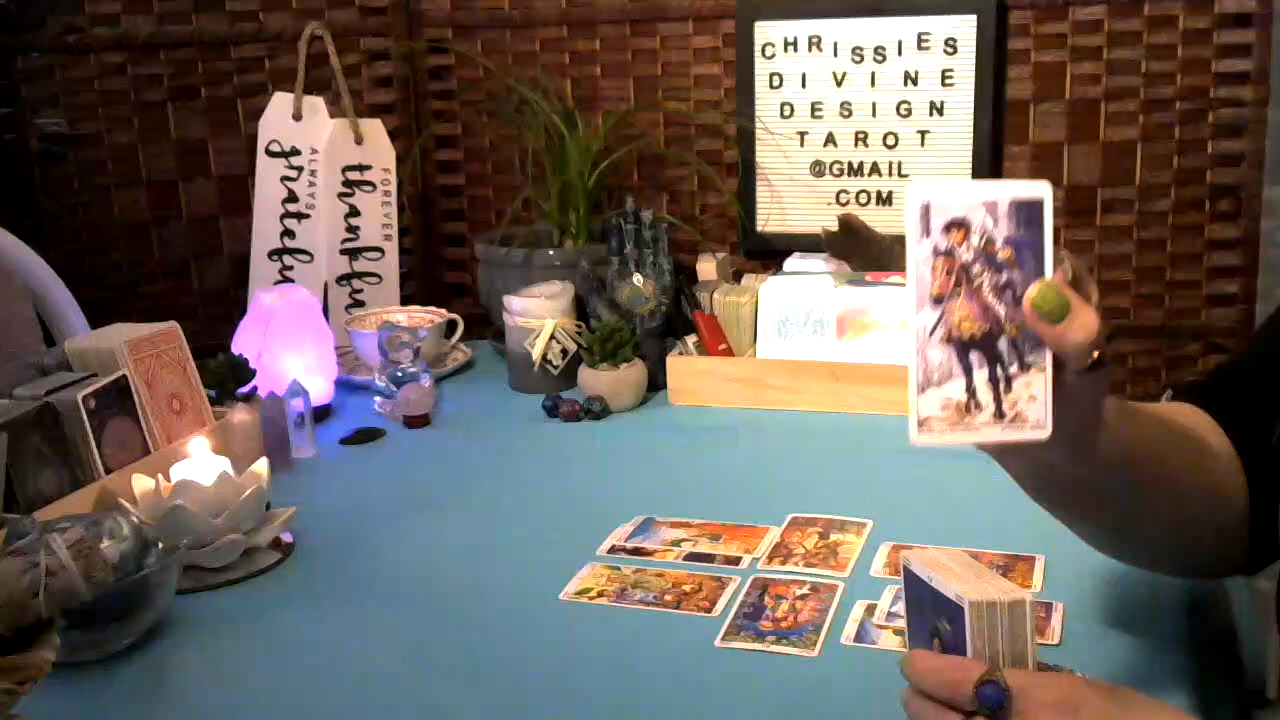 ALWAYS
grateful
FOREVER
thankful
CHRISSIES
DIVINE
DESIGN
TAROT
@GMAIL
.COM